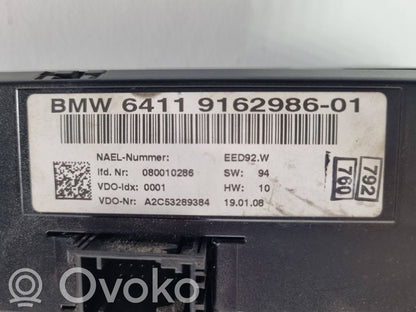 BMW 6411 9162986-01
NAEL-Nummer: EED92.W
lfd. Nr: 080010286 SW: 94
VDO-Idx: 0001 HW: 10
VDO-Nr: A2C53289384 19.01.08
792
760
Ovoko